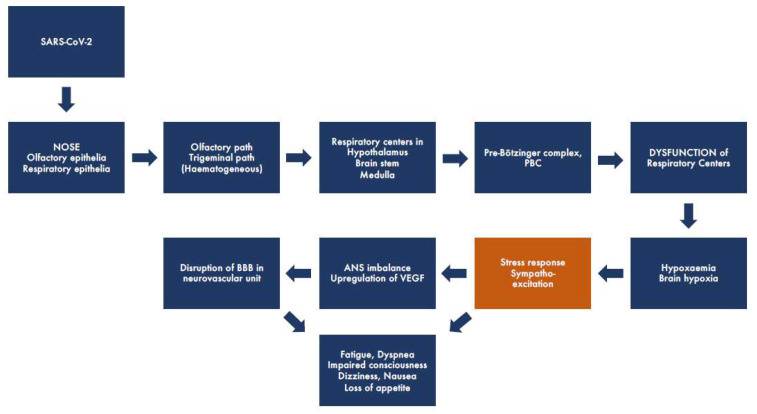 SARS-CoV-2
NOSE
Olfactory epithelia
Respiratory epithelia
Olfactory path
Trigeminal path
(Haematogeneous)
Respiratory centers in
Hypothalamus
Brain stem
Medulla
Pre-Bötzinger complex,
PBC
DYSFUNCTION of
Respiratory Centers
Hypoxaemia
Brain hypoxia
Stress response
Sympatho-
excitation
ANS imbalance
Upregulation of VEGF
Disruption of BBB in
neurovascular unit
Fatigue, Dyspnea
Impaired consciousness
Dizziness, Nausea
Loss of appetite